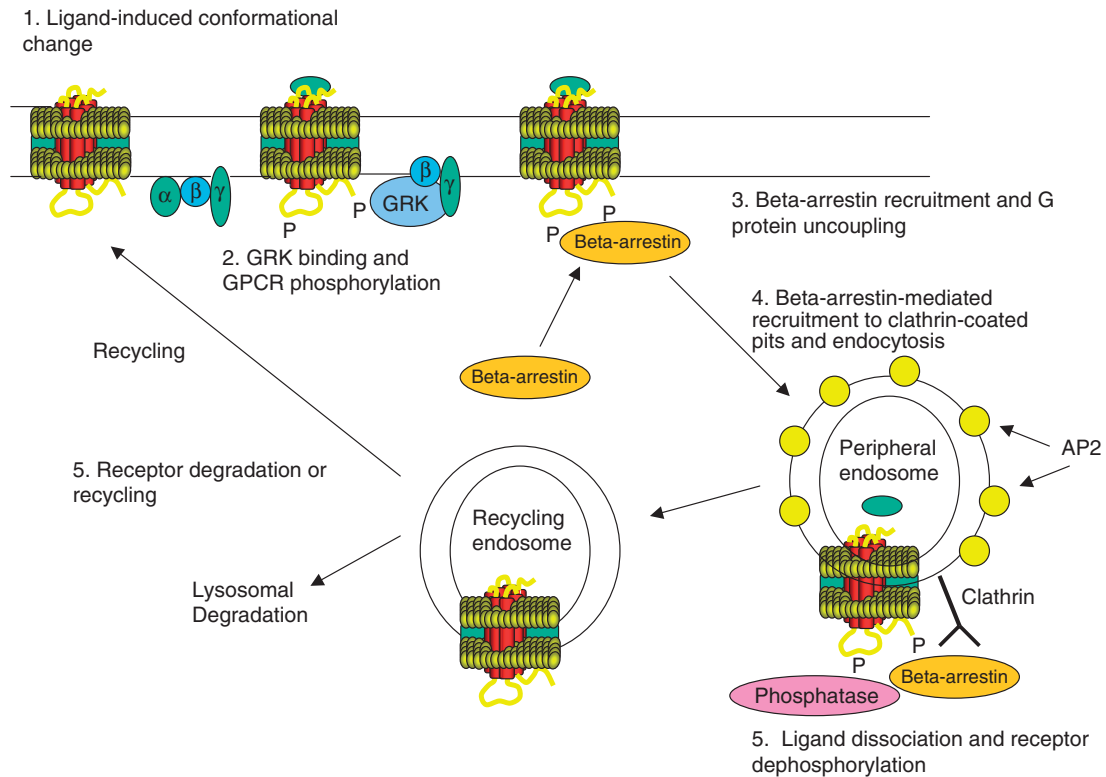 1. Ligand-induced conformational
change
α β γ
P
P
GRK
β γ
2. GRK binding and
GPCR phosphorylation
P
P
Beta-arrestin
3. Beta-arrestin recruitment and G
protein uncoupling
Beta-arrestin
4. Beta-arrestin-mediated
recruitment to clathrin-coated
pits and endocytosis
Recycling
Peripheral
endosome
AP2
5. Receptor degradation or
recycling
Recycling
endosome
Lysosomal
Degradation
Clathrin
P
P
Beta-arrestin
Phosphatase
5. Ligand dissociation and receptor
dephosphorylation